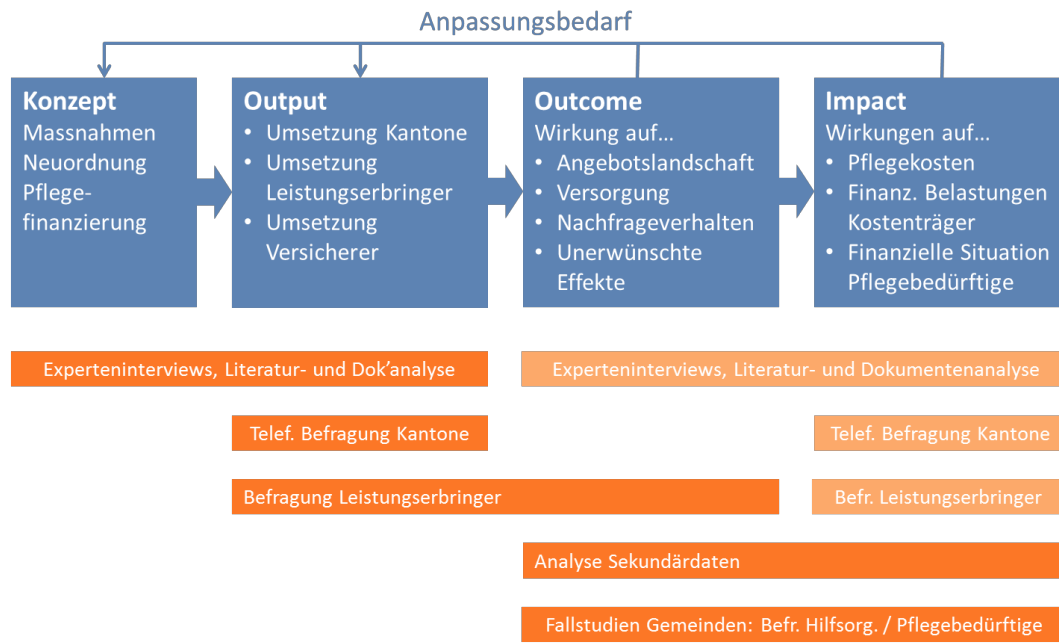 Anpassungsbedarf
Konzept
Massnahmen
Neuordnung
Pflege-
finanzierung
Output
• Umsetzung Kantone
• Umsetzung
Leistungserbringer
• Umsetzung
Versicherer
Outcome
Wirkung auf...
• Angebotslandschaft
• Versorgung
• Nachfrageverhalten
• Unerwünschte
Effekte
Impact
Wirkungen auf...
• Pflegekosten
• Finanz. Belastungen
Kostenträger
• Finanzielle Situation
Pflegebedürftige
Experteninterviews, Literatur- und Dok’analyse
Experteninterviews, Literatur- und Dokumentenanalyse
Telef. Befragung Kantone
Telef. Befragung Kantone
Befragung Leistungserbringer
Befr. Leistungserbringer
Analyse Sekundärdaten
Fallstudien Gemeinden: Befr. Hilfsorg. / Pflegebedürftige